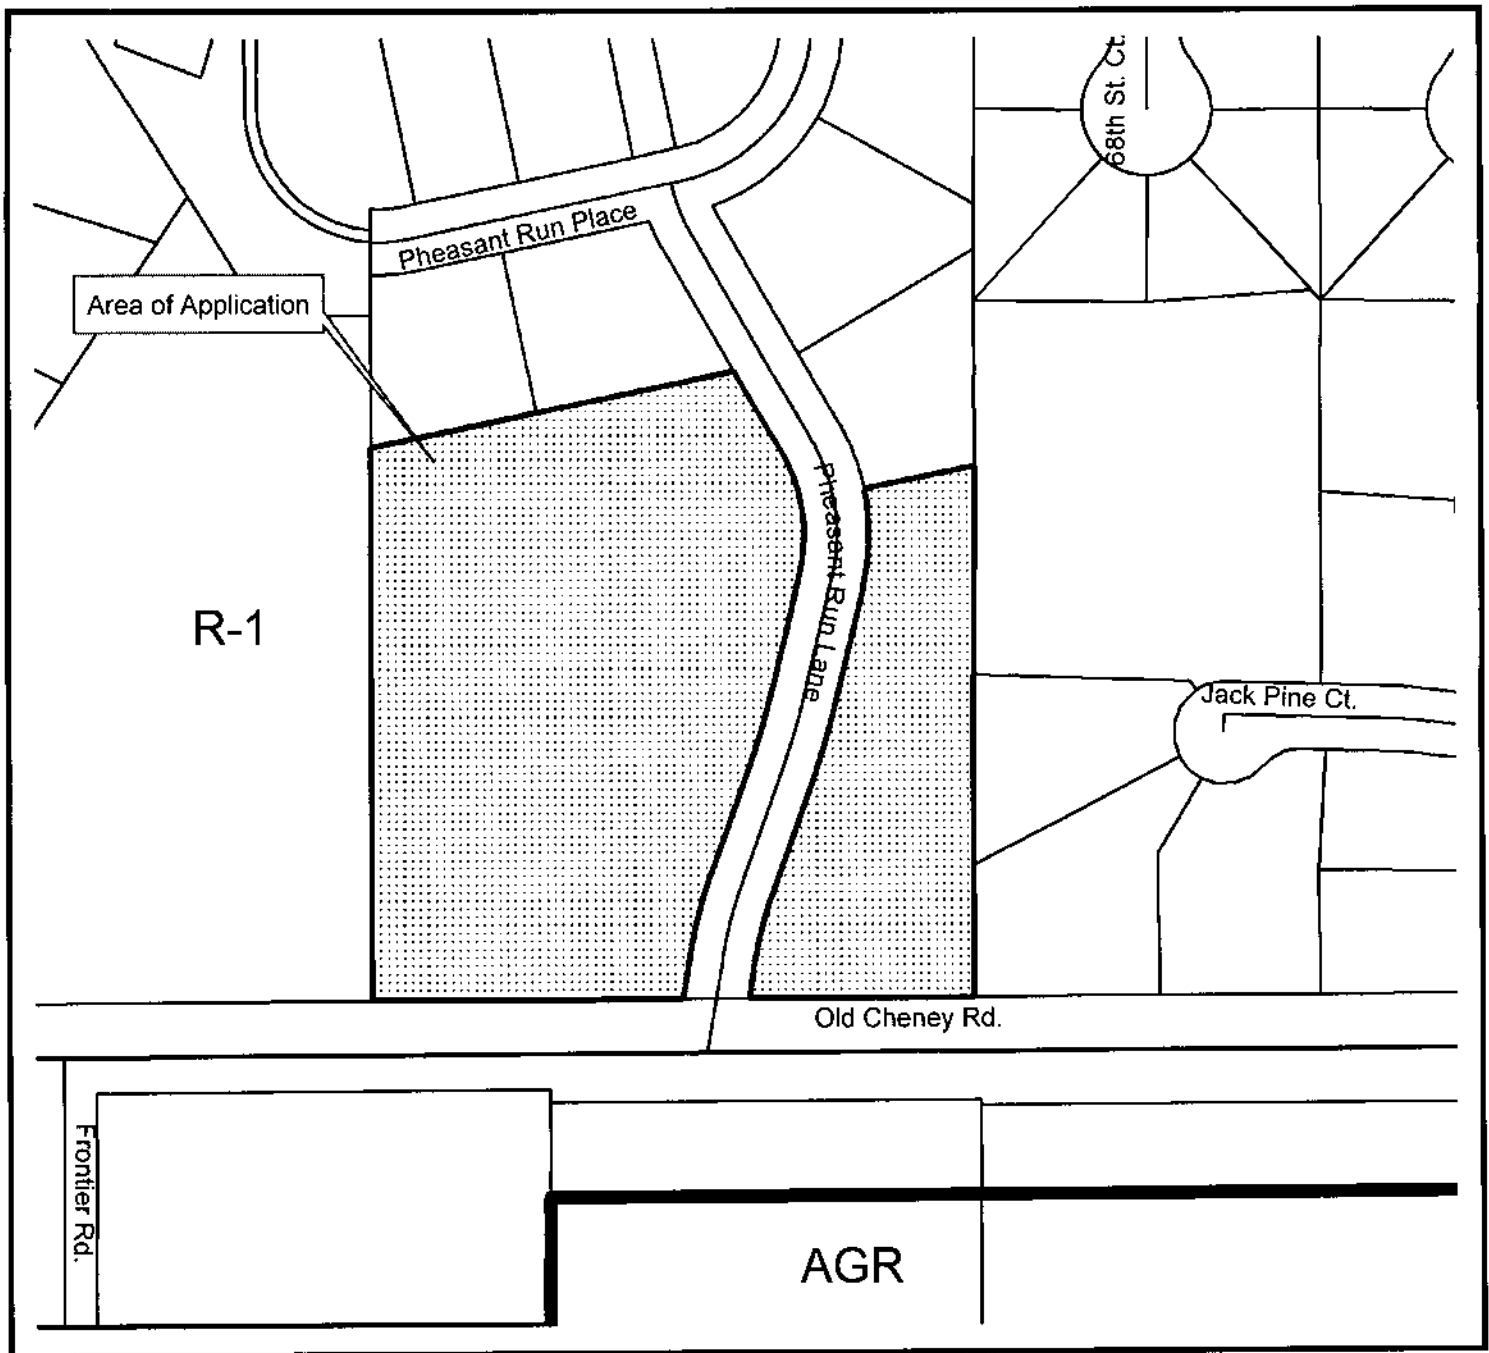 68th St. Ct.
Pheasant Run Place
Area of Application
Pheasant Run Lane
R-1
Jack Pine Ct.
Old Cheney Rd.
Frontier Rd.
AGR